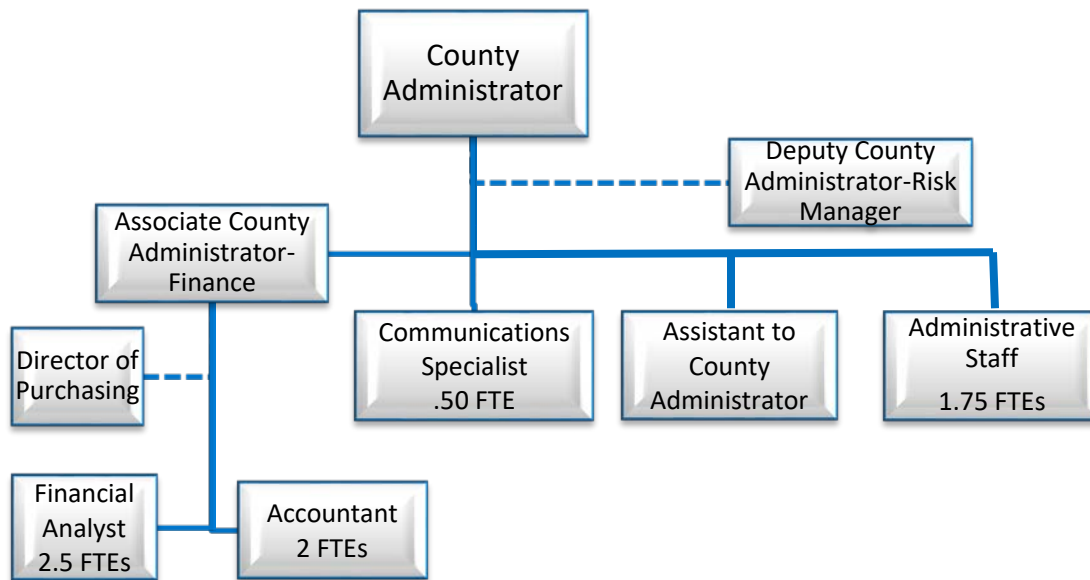 County
Administrator
Deputy County
Administrator-Risk
Manager
Associate County
Administrator-
Finance
Communications
Specialist
.50 FTE
Assistant to
County
Administrator
Administrative
Staff
1.75 FTEs
Director of
Purchasing
Financial
Analyst
2.5 FTEs
Accountant
2 FTEs